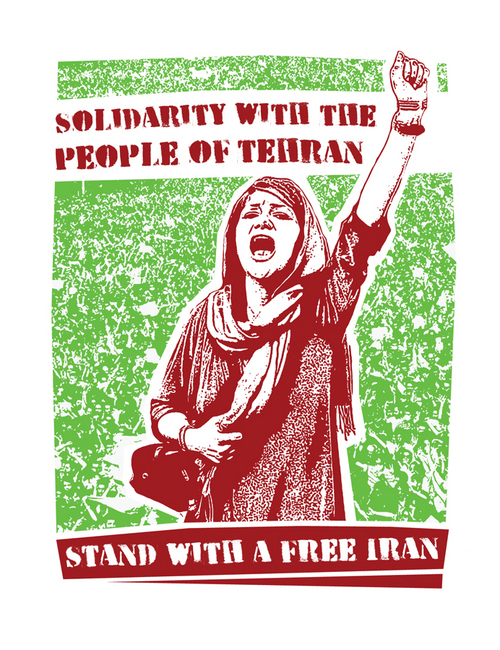 SOLIDARITY WITH THE
PEOPLE OF TEHRAN
STAND WITH A FREE IRAN